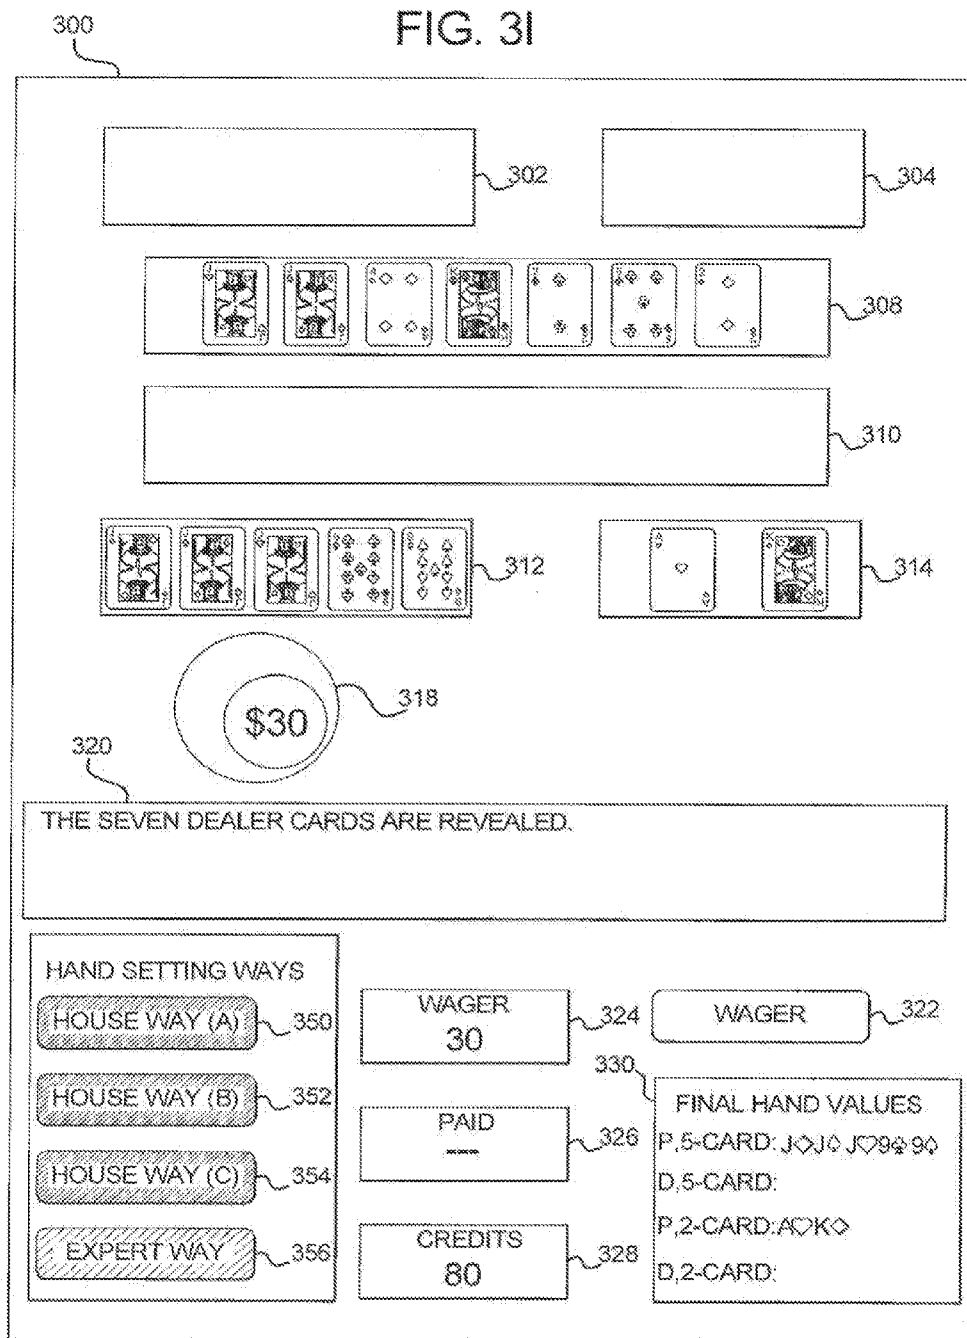 FIG. 3I
300
302
304
308
310
312
314
$30
318
320
THE SEVEN DEALER CARDS ARE REVEALED.
HAND SETTING WAYS
HOUSE WAY (A)
350
HOUSE WAY (B)
352
HOUSE WAY (C)
354
EXPERT WAY
356
WAGER
30
324
PAID
---
326
CREDITS
80
328
WAGER
322
330
FINAL HAND VALUES
P,5-CARD: J♢J♤J♡9♧9♤
D,5-CARD:
P,2-CARD:A♡K♢
D,2-CARD: